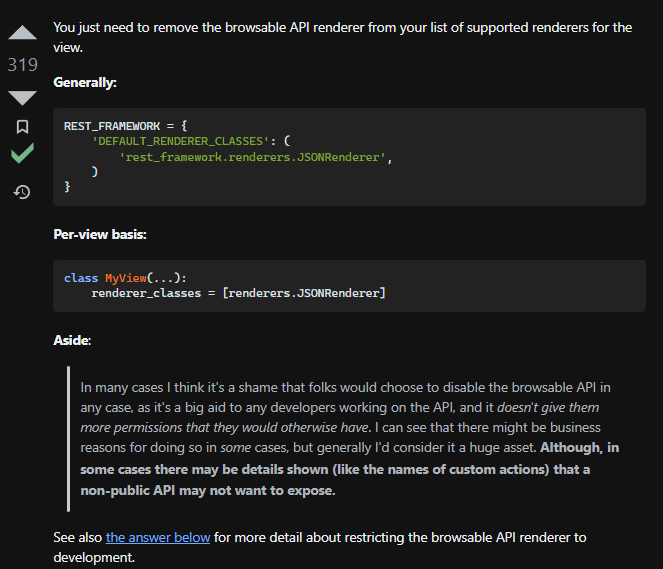 You just need to remove the browsable API renderer from your list of supported renderers for the
view.
319
Generally:
REST_FRAMEWORK = {
    'DEFAULT_RENDERER_CLASSES': (
        'rest_framework.renderers.JSONRenderer',
    )
}
Per-view basis:
class MyView(...):
    renderer_classes = [renderers.JSONRenderer]
Aside:
In many cases I think it's a shame that folks would choose to disable the browsable API in
any case, as it's a big aid to any developers working on the API, and it doesn't give them
more permissions that they would otherwise have. I can see that there might be business
reasons for doing so in some cases, but generally I'd consider it a huge asset. Although, in
some cases there may be details shown (like the names of custom actions) that a
non-public API may not want to expose.
See also the answer below for more detail about restricting the browsable API renderer to
development.